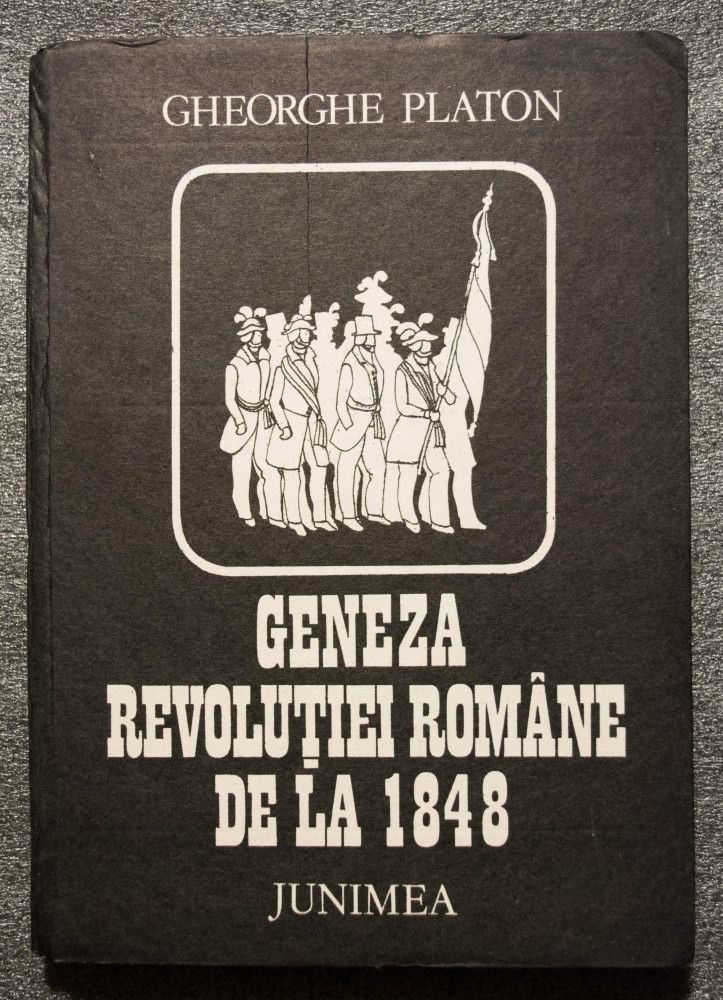 GHEORGHE PLATON
GENEZA
REVOLUȚIEI ROMÂNE
DE LA 1848
JUNIMEA